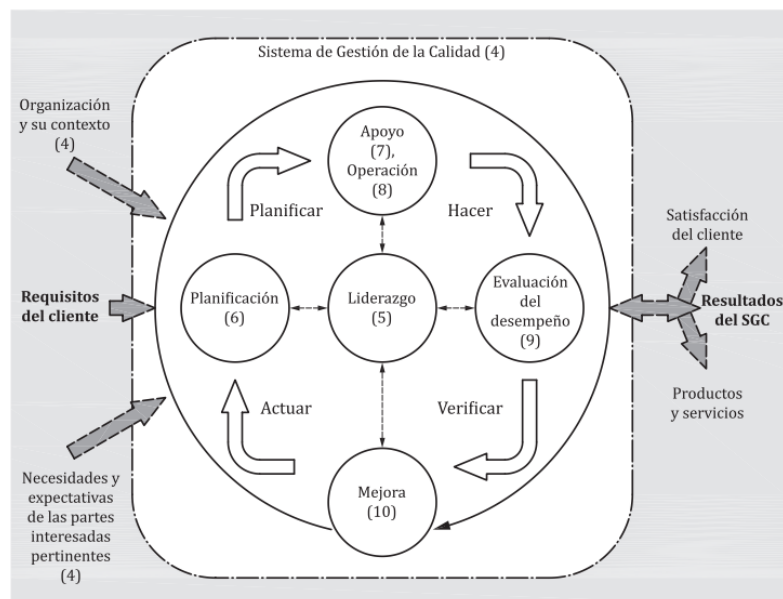 Sistema de Gestión de la Calidad (4)
Organización
y su contexto
(4)
Apoyo
(7),
Operación
(8)
Planificar
Hacer
Satisfacción
del cliente
Requisitos
del cliente
Planificación
(6)
Liderazgo
(5)
Evaluación
del
desempeño
(9)
Resultados
del SGC
Actuar
Verificar
Productos
y servicios
Necesidades y
expectativas
de las partes
interesadas
pertinentes
(4)
Mejora
(10)